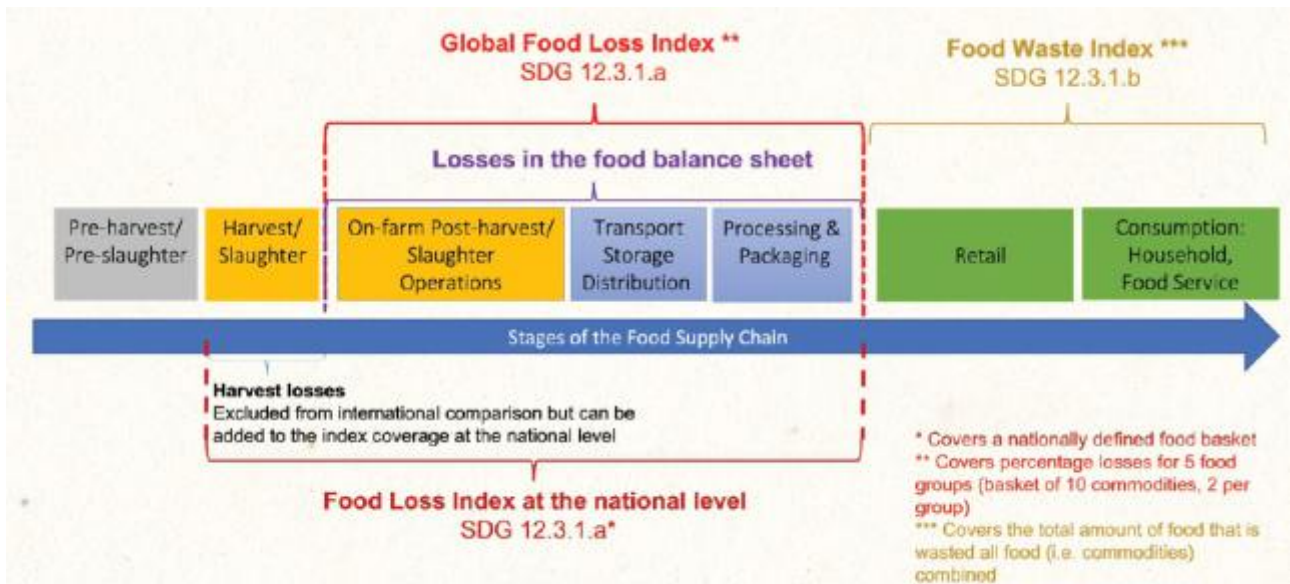 Global Food Loss Index **
SDG 12.3.1.a
Food Waste Index ***
SDG 12.3.1.b
Losses in the food balance sheet
Pre-harvest/
Pre-slaughter
Harvest/
Slaughter
On-farm Post-harvest/
Slaughter
Operations
Transport
Storage
Distribution
Processing &
Packaging
Retail
Consumption:
Household,
Food Service
Stages of the Food Supply Chain
Harvest losses
Excluded from international comparison but can be
added to the index coverage at the national level
Food Loss Index at the national level
SDG 12.3.1.a*
* Covers a nationally defined food basket
** Covers percentage losses for 5 food
groups (basket of 10 commodities, 2 per
group)
*** Covers the total amount of food that is
wasted all food (i.e. commodities)
combined